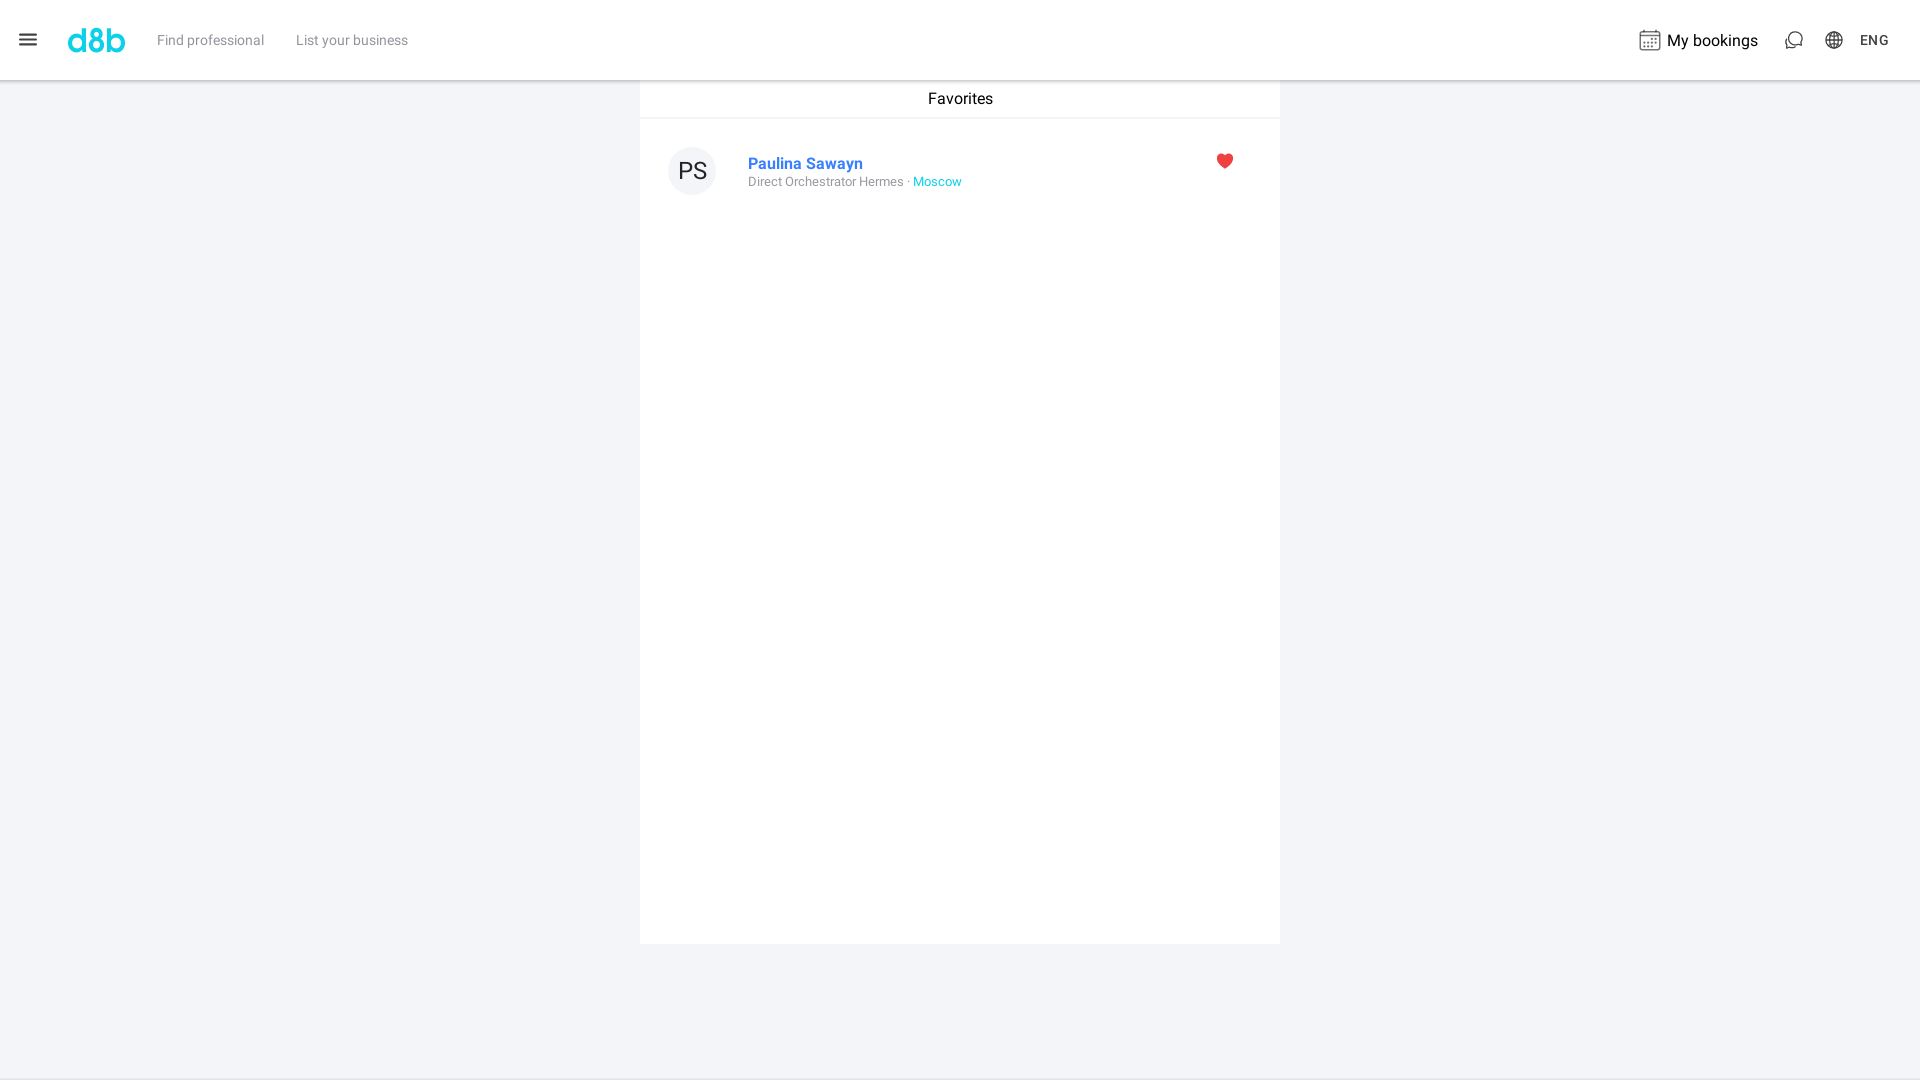 d8b Find professional List your business My bookings ENG
Favorites
PS
Paulina Sawayn
Direct Orchestrator Hermes · Moscow